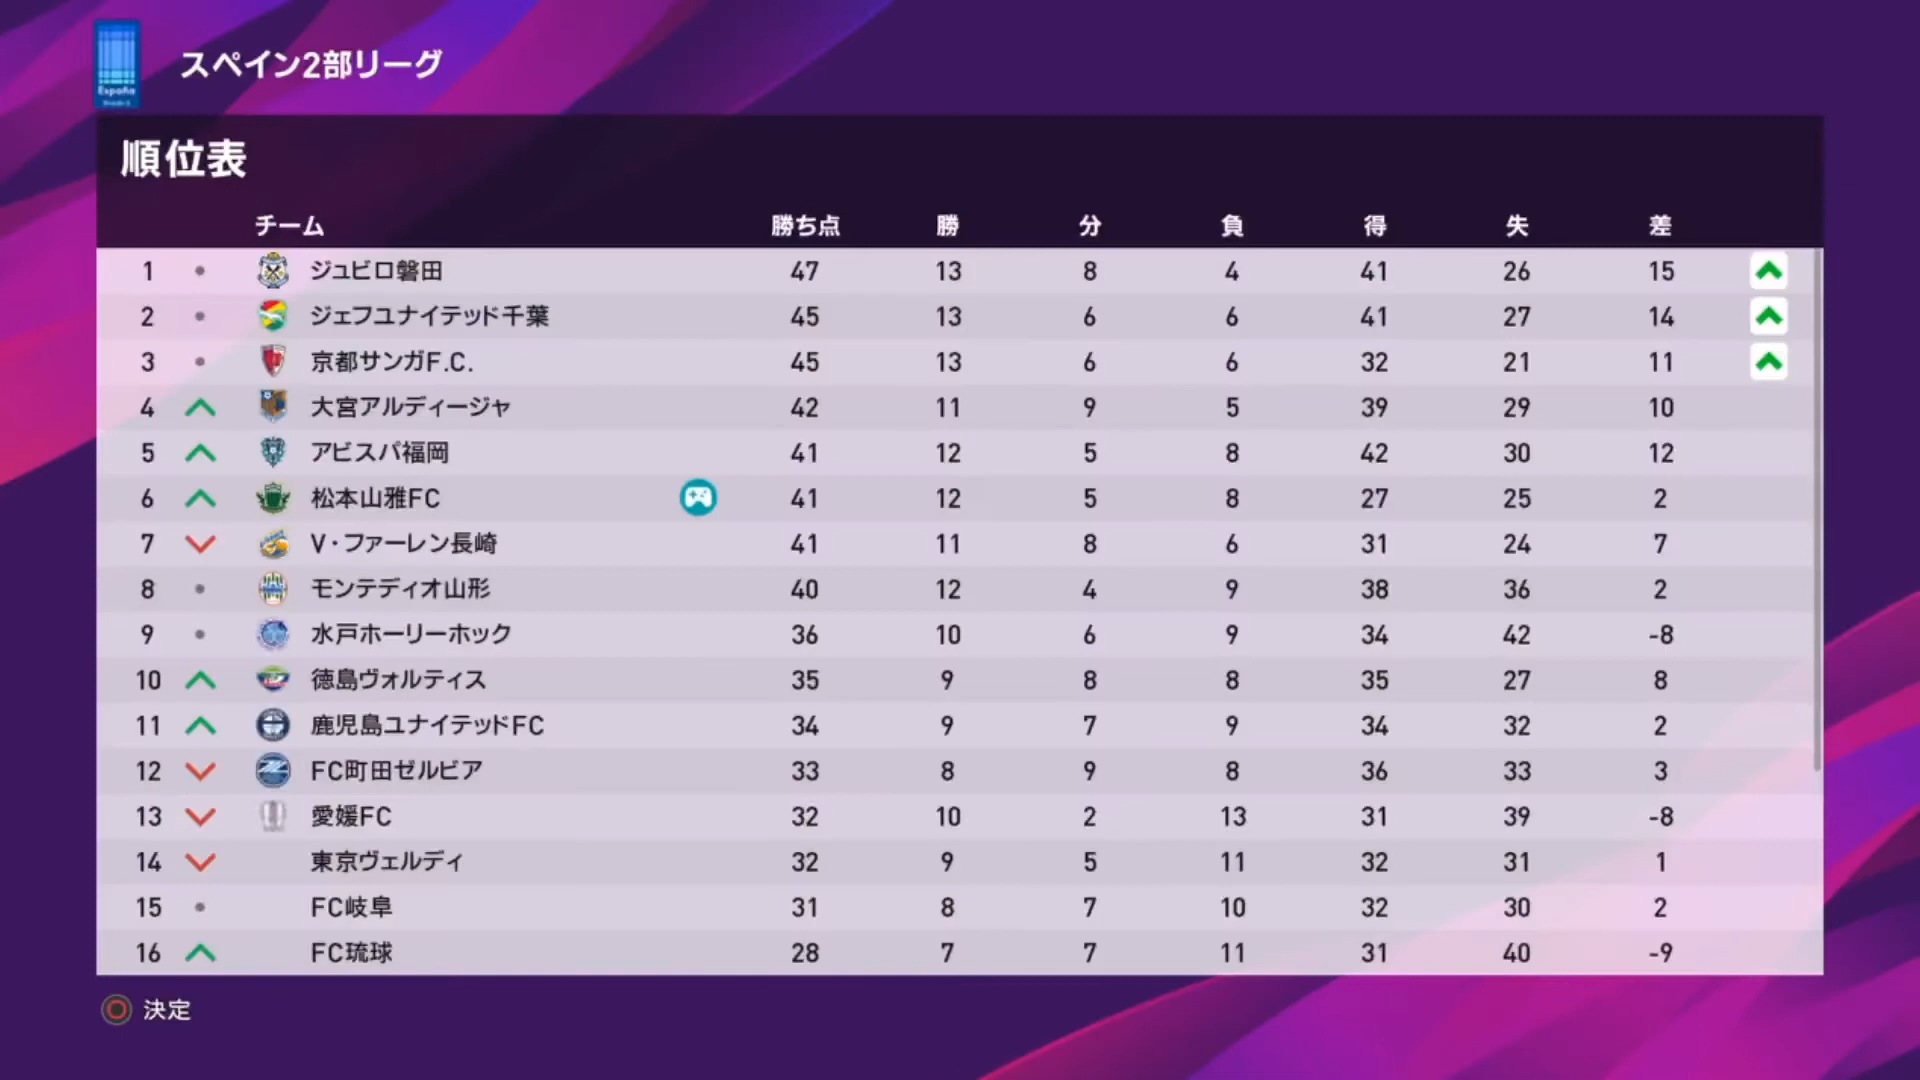 España
スペイン2部リーグ
順位表
チーム 勝ち点 勝 分 負 得 失 差
1 ジュビロ磐田 47 13 8 4 41 26 15
2 ジェフユナイテッド千葉 45 13 6 6 41 27 14
3 京都サンガF.C. 45 13 6 6 32 21 11
4 大宮アルディージャ 42 11 9 5 39 29 10
5 アビスパ福岡 41 12 5 8 42 30 12
6 松本山雅FC 41 12 5 8 27 25 2
7 V・ファーレン長崎 41 11 8 6 31 24 7
8 モンテディオ山形 40 12 4 9 38 36 2
9 水戸ホーリーホック 36 10 6 9 34 42 -8
10 徳島ヴォルティス 35 9 8 8 35 27 8
11 鹿児島ユナイテッドFC 34 9 7 9 34 32 2
12 FC町田ゼルビア 33 8 9 8 36 33 3
13 愛媛FC 32 10 2 13 31 39 -8
14 東京ヴェルディ 32 9 5 11 32 31 1
15 FC岐阜 31 8 7 10 32 30 2
16 FC琉球 28 7 7 11 31 40 -9
決定